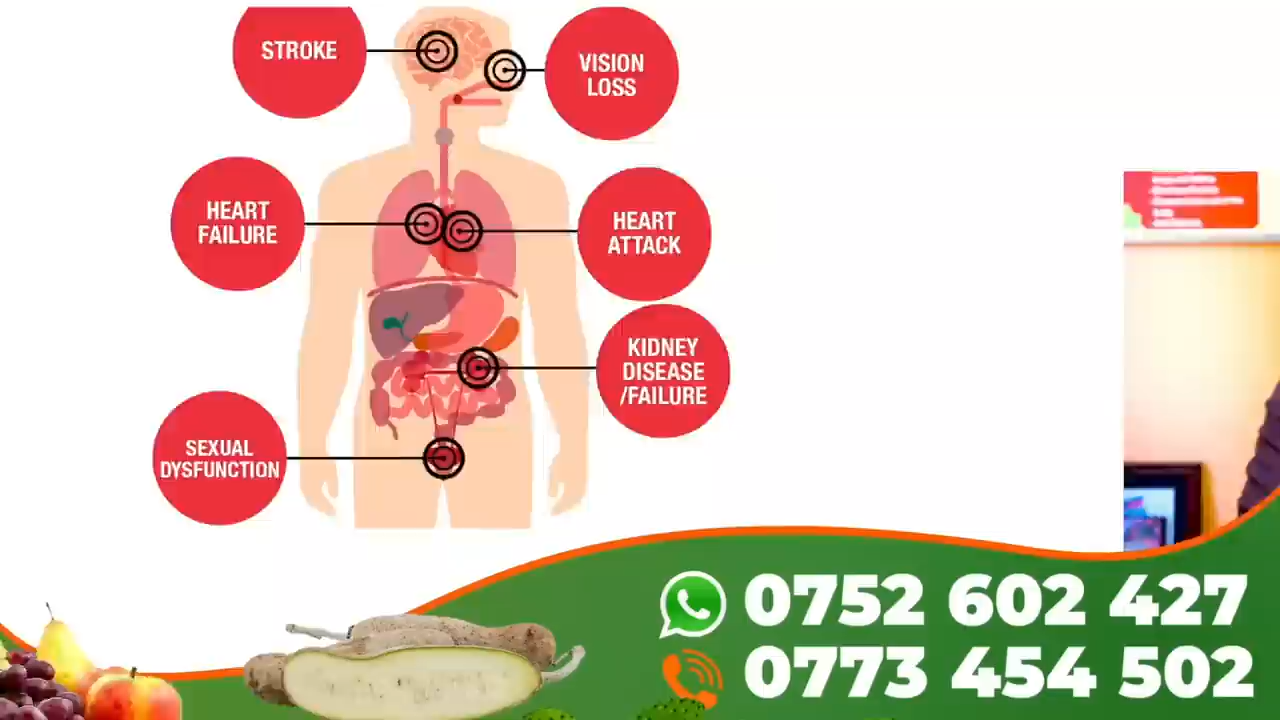 STROKE
VISION
LOSS
HEART
FAILURE
HEART
ATTACK
KIDNEY
DISEASE
/FAILURE
SEXUAL
DYSFUNCTION
0752 602 427
0773 454 502